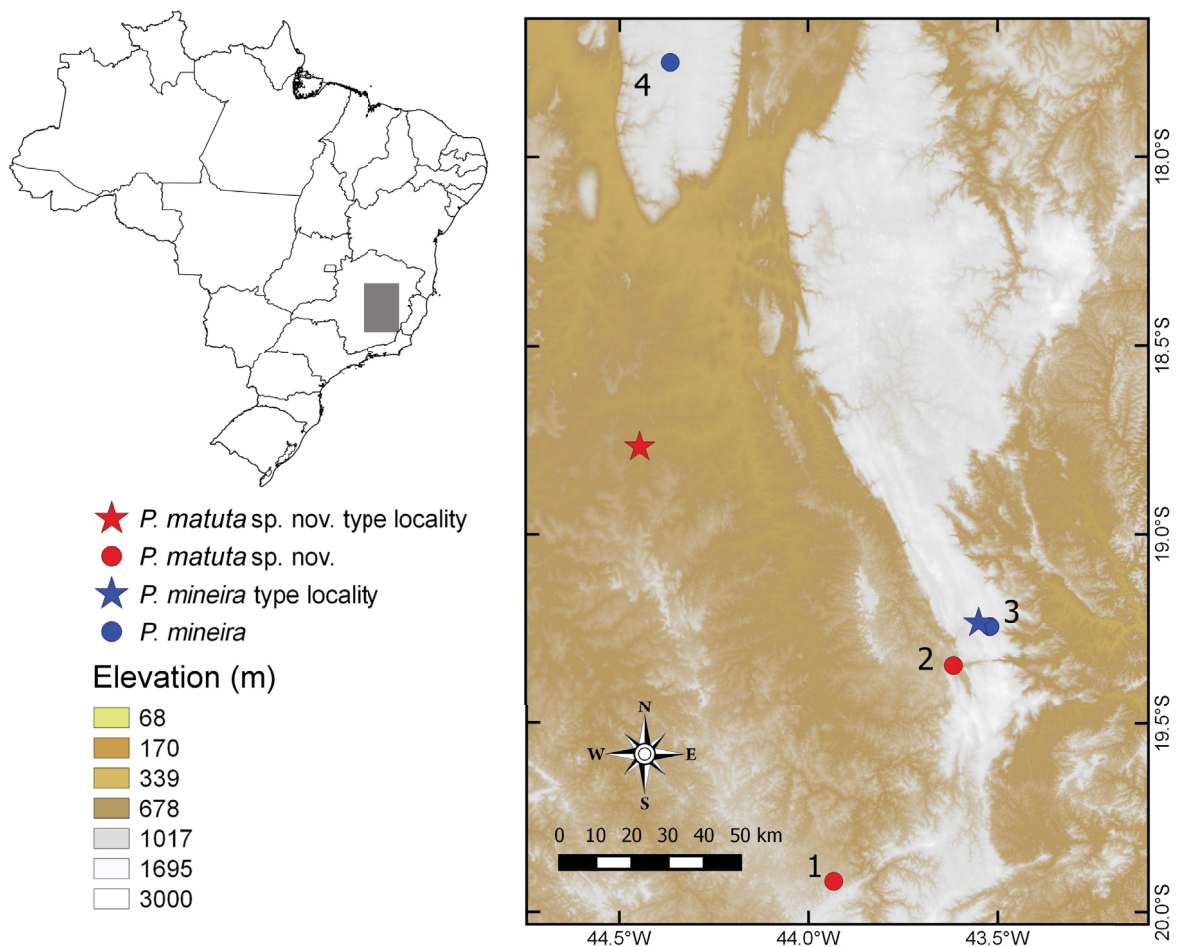 P. matuta sp. nov. type locality
P. matuta sp. nov.
P. mineira type locality
P. mineira
Elevation (m)
68
170
339
678
1017
1695
3000
4
3
2
1
N
W E
S
0 10 20 30 40 50 km
18.0°S
18.5°S
19.0°S
19.5°S
20.0°S
44.5°W 44.0°W 43.5°W